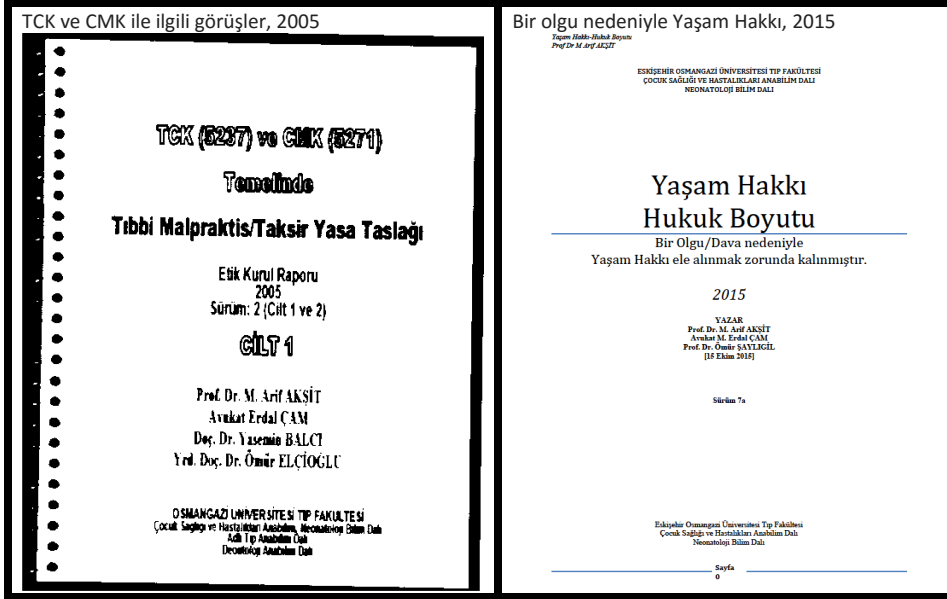 TCK ve CMK ile ilgili görüşler, 2005
TCK (5237) ve CMK (5271)
Temelinde
Tıbbi Malpraktis/Taksir Yasa Taslağı
Etik Kurul Raporu
2005
Sürüm: 2 (Cilt 1 ve 2)
CİLT 1
Prof. Dr. M. Arif AKŞİT
Avukat Erdal ÇAM
Doç. Dr. Yasemin BALCI
Yrd. Doç. Dr. Ömür ELÇİOĞLU
OSMANGAZİ ÜNİVERSİTESİ TIP FAKÜLTESİ
Çocuk Sağlığı ve Hastalıkları Anabilim, Neonatoloji Bilim Dalı
Adli Tıp Anabilim Dalı
Deontoloji Anabilim Dalı
Bir olgu nedeniyle Yaşam Hakkı, 2015
Yaşam Hakkı-Hukuk Boyutu
Prof Dr M Arif AKŞİT
ESKİŞEHİR OSMANGAZİ ÜNİVERSİTESİ TIP FAKÜLTESİ
ÇOCUK SAĞLIĞI VE HASTALIKLARI ANABİLİM DALI
NEONATOLOJİ BİLİM DALI
Yaşam Hakkı
Hukuk Boyutu
Bir Olgu/Dava nedeniyle
Yaşam Hakkı ele alınmak zorunda kalınmıştır.
2015
YAZAR
Prof. Dr. M. Arif AKŞİT
Avukat M. Erdal ÇAM
Prof. Dr. Ömür ŞAYLIGİL
[15 Ekim 2015]
Sürüm 7a
Eskişehir Osmangazi Üniversitesi Tıp Fakültesi
Çocuk Sağlığı ve Hastalıkları Anabilim Dalı
Neonatoloji Bilim Dalı
Sayfa
0